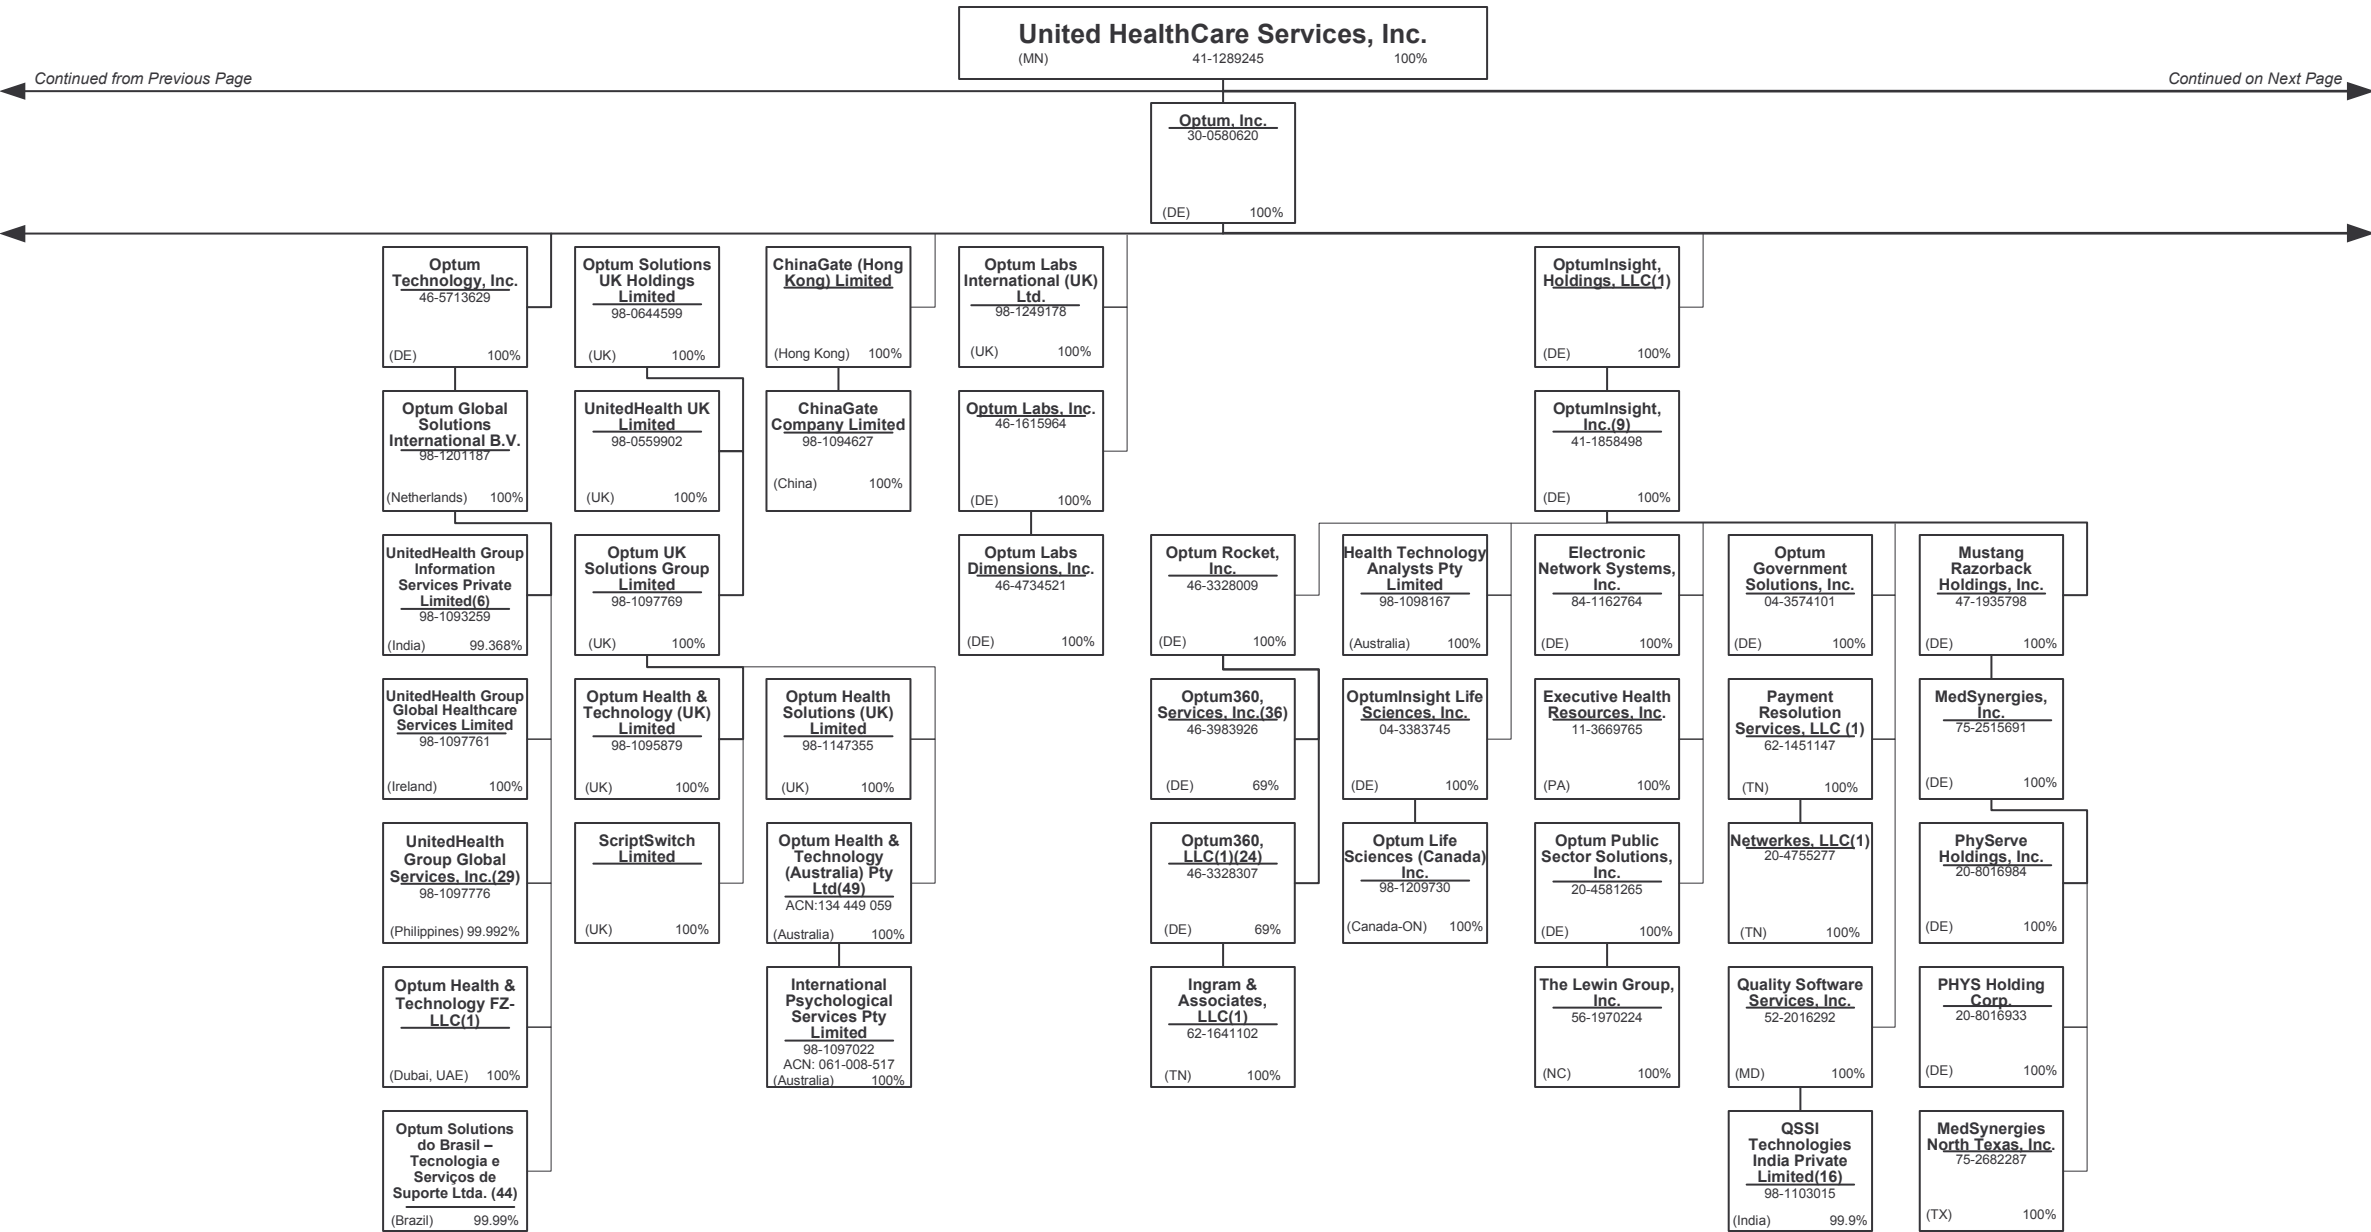 United HealthCare Services, Inc.
(MN) 41-1289245 100%
Continued from Previous Page
Continued on Next Page
Optum, Inc.
30-0580620
(DE) 100%
Optum
Technology, Inc.
46-5713629
(DE) 100%
Optum Solutions
UK Holdings
Limited
98-0644599
(UK) 100%
ChinaGate (Hong
Kong) Limited
(Hong Kong) 100%
Optum Labs
International (UK)
Ltd.
98-1249178
(UK) 100%
OptumInsight,
Holdings, LLC(1)
(DE) 100%
Optum Global
Solutions
International B.V.
98-1201187
(Netherlands) 100%
UnitedHealth UK
Limited
98-0559902
(UK) 100%
ChinaGate
Company Limited
98-1094627
(China) 100%
Optum Labs, Inc.
46-1615964
(DE) 100%
OptumInsight,
Inc.(9)
41-1858498
(DE) 100%
UnitedHealth Group
Information
Services Private
Limited(6)
98-1093259
(India) 99.368%
Optum UK
Solutions Group
Limited
98-1097769
(UK) 100%
Optum Labs
Dimensions, Inc.
46-4734521
(DE) 100%
Optum Rocket,
Inc.
46-3328009
(DE) 100%
Health Technology
Analysts Pty
Limited
98-1098167
(Australia) 100%
Electronic
Network Systems,
Inc.
84-1162764
(DE) 100%
Optum
Government
Solutions, Inc.
04-3574101
(DE) 100%
Mustang
Razorback
Holdings, Inc.
47-1935798
(DE) 100%
UnitedHealth Group
Global Healthcare
Services Limited
98-1097761
(Ireland) 100%
Optum Health &
Technology (UK)
Limited
98-1095879
(UK) 100%
Optum Health
Solutions (UK)
Limited
98-1147355
(UK) 100%
Optum360,
Services, Inc.(36)
46-3983926
(DE) 69%
OptumInsight Life
Sciences, Inc.
04-3383745
(DE) 100%
Executive Health
Resources, Inc.
11-3669765
(PA) 100%
Payment
Resolution
Services, LLC (1)
62-1451147
(TN) 100%
MedSynergies,
Inc.
75-2515691
(DE) 100%
UnitedHealth
Group Global
Services, Inc.(29)
98-1097776
(Philippines) 99.992%
ScriptSwitch
Limited
(UK) 100%
Optum Health &
Technology
(Australia) Pty
Ltd(49)
ACN:134 449 059
(Australia) 100%
Optum360,
LLC(1)(24)
46-3328307
(DE) 69%
Optum Life
Sciences (Canada)
Inc.
98-1209730
(Canada-ON) 100%
Optum Public
Sector Solutions,
Inc.
20-4581265
(DE) 100%
Netwerkes, LLC(1)
20-4755277
(TN) 100%
PhyServe
Holdings, Inc.
20-8016984
(DE) 100%
Optum Health &
Technology FZ-
LLC(1)
(Dubai, UAE) 100%
International
Psychological
Services Pty
Limited
98-1097022
ACN: 061-008-517
(Australia) 100%
Ingram &
Associates,
LLC(1)
62-1641102
(TN) 100%
The Lewin Group,
Inc.
56-1970224
(NC) 100%
Quality Software
Services, Inc.
52-2016292
(MD) 100%
PHYS Holding
Corp.
20-8016933
(DE) 100%
Optum Solutions
do Brasil –
Tecnologia e
Serviços de
Suporte Ltda. (44)
(Brazil) 99.99%
QSSI
Technologies
India Private
Limited(16)
98-1103015
(India) 99.9%
MedSynergies
North Texas, Inc.
75-2682287
(TX) 100%